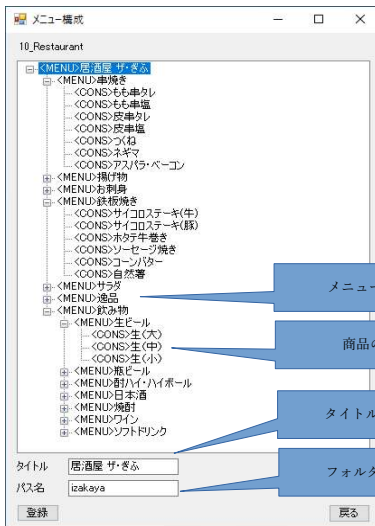 メニュー構成
10_Restaurant
<MENU>居酒屋 ザ・ぎふ
<MENU>串焼き
<CONS>もも串タレ
<CONS>もも串塩
<CONS>皮串タレ
<CONS>皮串塩
<CONS>つくね
<CONS>ネギマ
<CONS>アスパラ・ベーコン
<MENU>揚げ物
<MENU>お刺身
<MENU>鉄板焼き
<CONS>サイコロステーキ(牛)
<CONS>サイコロステーキ(豚)
<CONS>ホタテ牛巻き
<CONS>ソーセージ焼き
<CONS>コーンバター
<CONS>自然薯
<MENU>サラダ
<MENU>逸品
メニュー
<MENU>飲み物
<MENU>生ビール
<CONS>生(大)
<CONS>生(中)
商品の
<CONS>生(小)
<MENU>瓶ビール
<MENU>酎ハイ・ハイボール
<MENU>日本酒
<MENU>焼酎
タイトル
<MENU>ワイン
<MENU>ソフトドリンク
タイトル 居酒屋 ザ・ぎふ
フォルダ
パス名 izakaya
登録 戻る